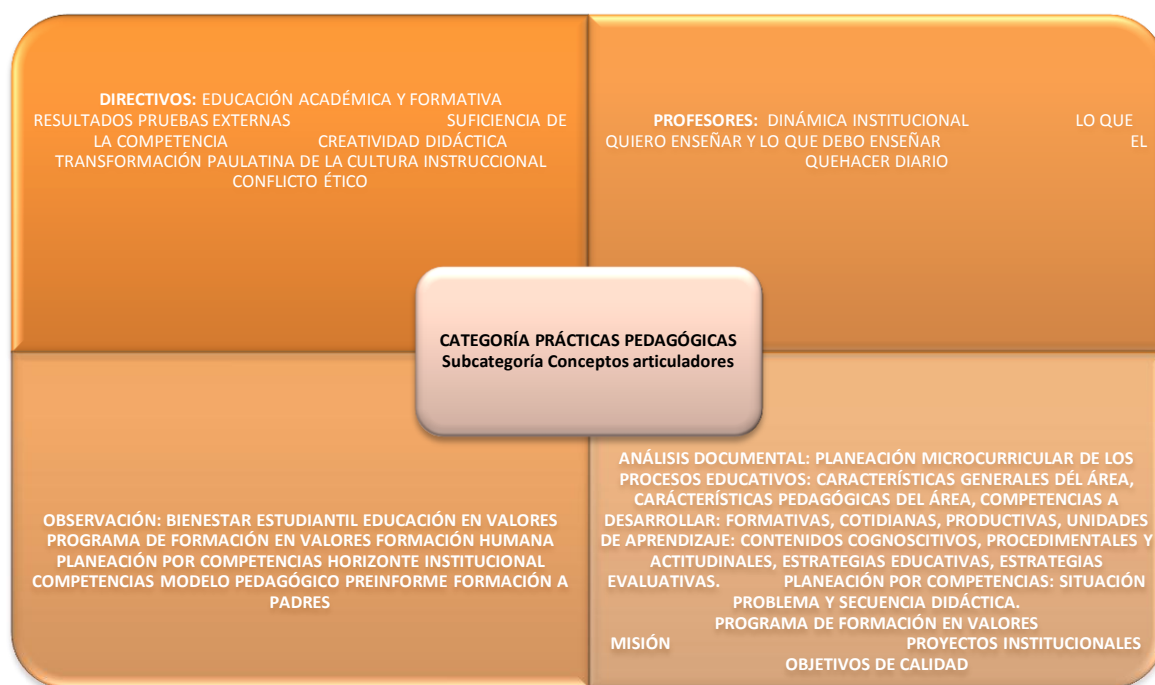 DIRECTIVOS: EDUCACIÓN ACADÉMICA Y FORMATIVA
RESULTADOS PRUEBAS EXTERNAS SUFICIENCIA DE
LA COMPETENCIA CREATIVIDAD DIDÁCTICA
TRANSFORMACIÓN PAULATINA DE LA CULTURA INSTRUCCIONAL
CONFLICTO ÉTICO
PROFESORES: DINÁMICA INSTITUCIONAL LO QUE
QUIERO ENSEÑAR Y LO QUE DEBO ENSEÑAR EL
QUEHACER DIARIO
CATEGORÍA PRÁCTICAS PEDAGÓGICAS
Subcategoría Conceptos articuladores
OBSERVACIÓN: BIENESTAR ESTUDIANTIL EDUCACIÓN EN VALORES
PROGRAMA DE FORMACIÓN EN VALORES FORMACIÓN HUMANA
PLANEACIÓN POR COMPETENCIAS HORIZONTE INSTITUCIONAL
COMPETENCIAS MODELO PEDAGÓGICO PREINFORME FORMACIÓN A
PADRES
ANÁLISIS DOCUMENTAL: PLANEACIÓN MICROCURRICULAR DE LOS
PROCESOS EDUCATIVOS: CARACTERÍSTICAS GENERALES DÉL ÁREA,
CARÁCTERÍSTICAS PEDAGÓGICAS DEL ÁREA, COMPETENCIAS A
DESARROLLAR: FORMATIVAS, COTIDIANAS, PRODUCTIVAS, UNIDADES
DE APRENDIZAJE: CONTENIDOS COGNOSCITIVOS, PROCEDIMENTALES Y
ACTITUDINALES, ESTRATEGIAS EDUCATIVAS, ESTRATEGIAS
EVALUATIVAS. PLANEACIÓN POR COMPETENCIAS: SITUACIÓN
PROBLEMA Y SECUENCIA DIDÁCTICA.
PROGRAMA DE FORMACIÓN EN VALORES
MISIÓN PROYECTOS INSTITUCIONALES
OBJETIVOS DE CALIDAD